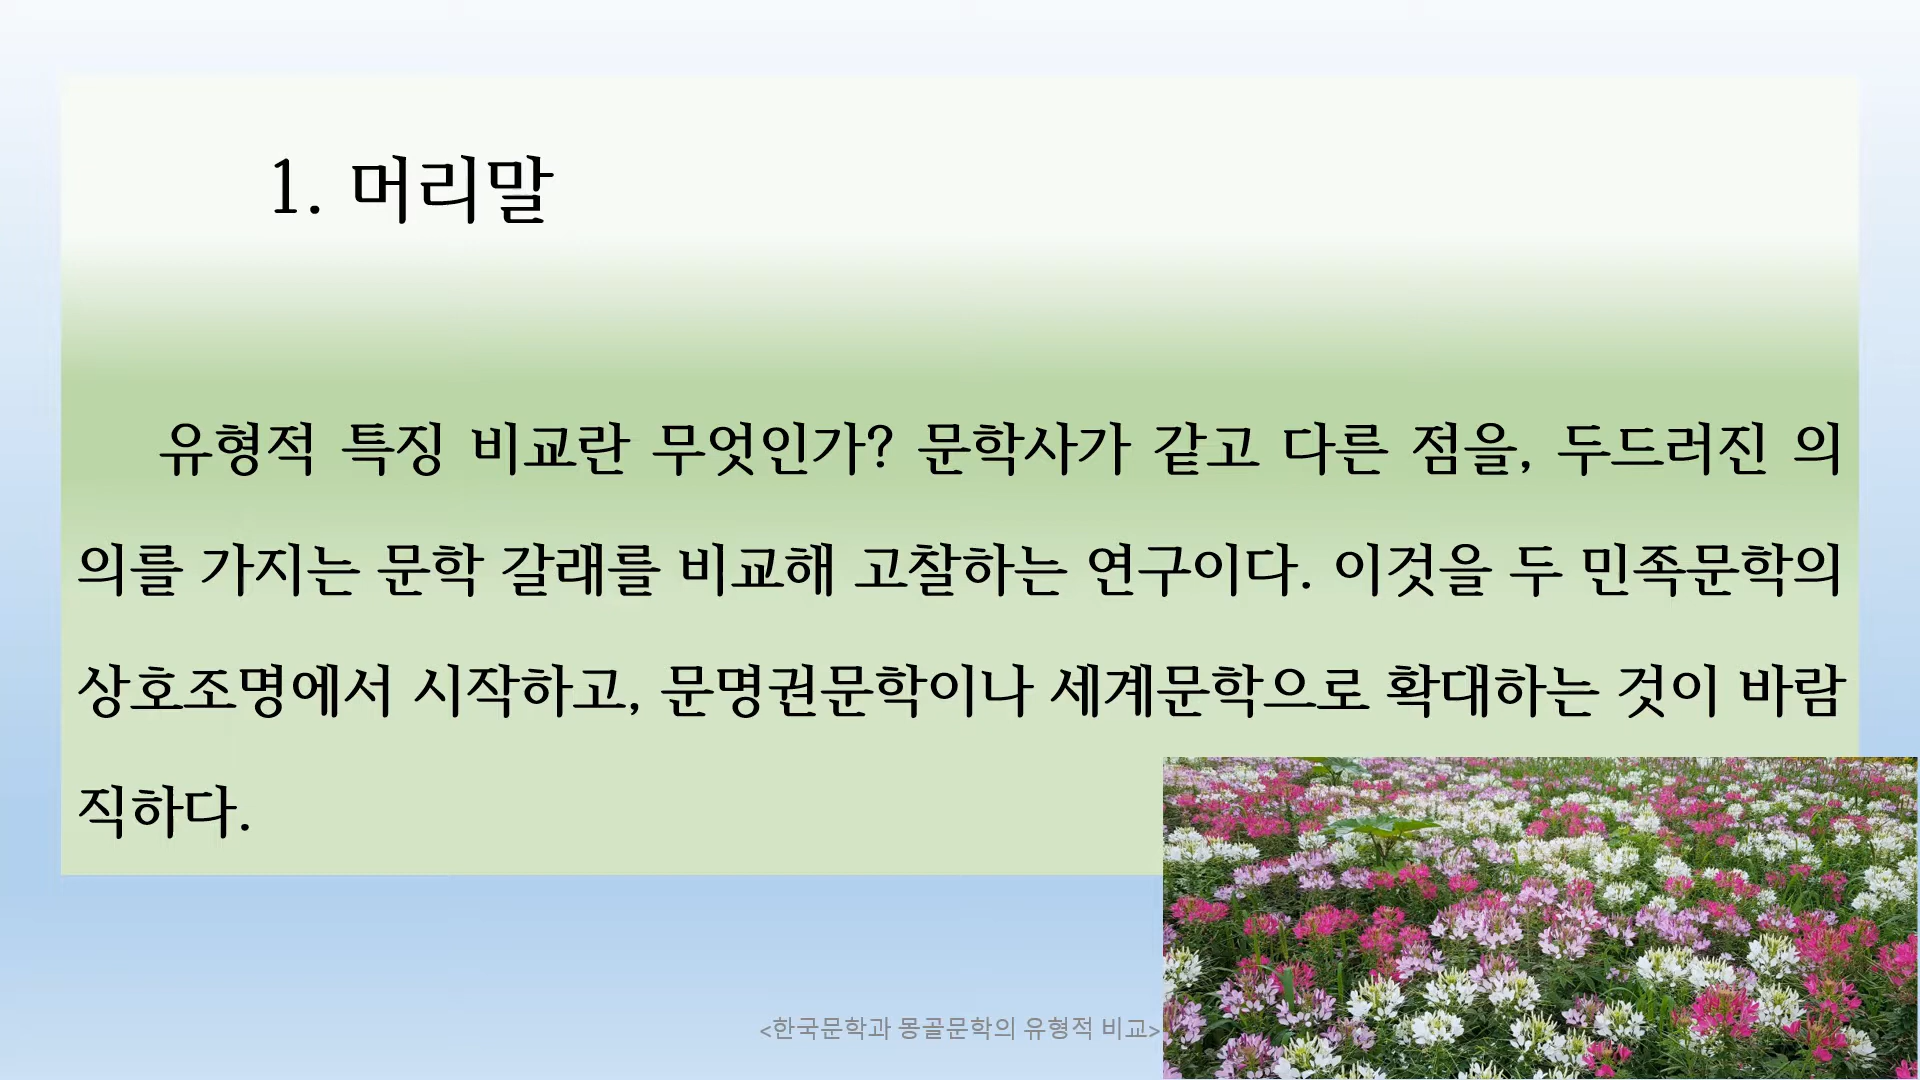 1. 머리말
유형적 특징 비교란 무엇인가? 문학사가 같고 다른 점을, 두드러진 의
의를 가지는 문학 갈래를 비교해 고찰하는 연구이다. 이것을 두 민족문학의
상호조명에서 시작하고, 문명권문학이나 세계문학으로 확대하는 것이 바람
직하다.
<한국문학과 몽골문학의 유형적 비교>